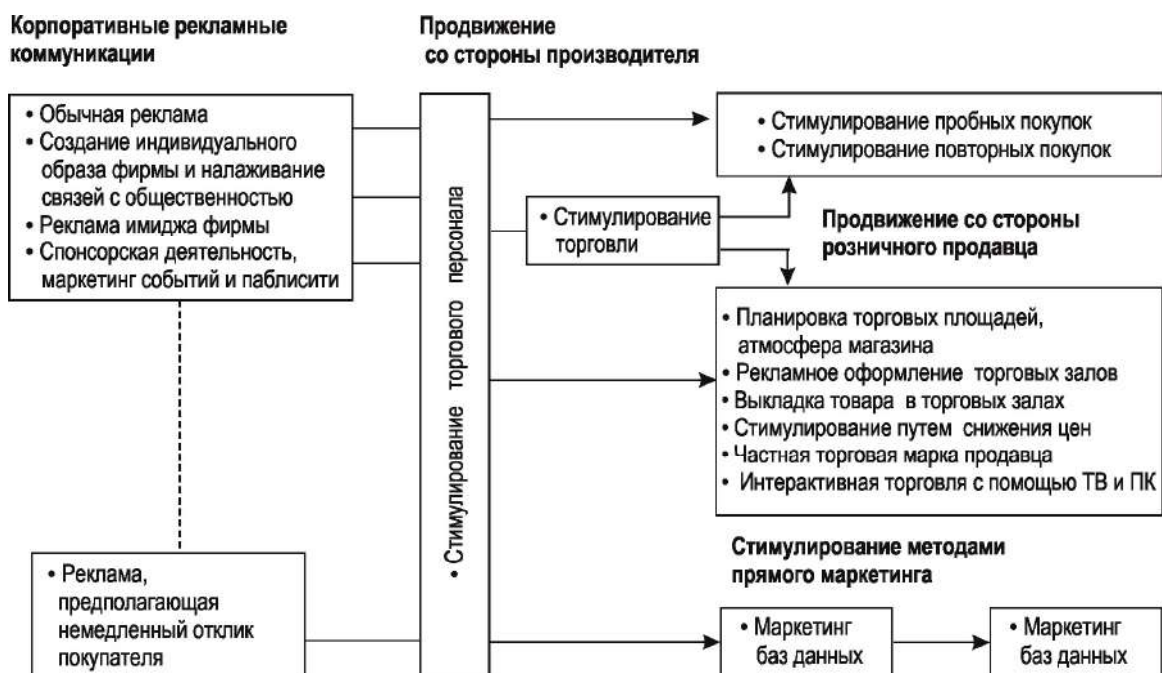 Корпоративные рекламные
коммуникации
• Обычная реклама
• Создание индивидуального
образа фирмы и налаживание
связей с общественностью
• Реклама имиджа фирмы
• Спонсорская деятельность,
маркетинг событий и паблисити
• Реклама,
предполагающая
немедленный отклик
покупателя
Продвижение
со стороны производителя
• Стимулирование торгового персонала
• Стимулирование
торговли
• Стимулирование пробных покупок
• Стимулирование повторных покупок
Продвижение со стороны
розничного продавца
• Планировка торговых площадей,
атмосфера магазина
• Рекламное оформление торговых залов
• Выкладка товара в торговых залах
• Стимулирование путем снижения цен
• Частная торговая марка продавца
• Интерактивная торговля с помощью ТВ и ПК
Стимулирование методами
прямого маркетинга
• Маркетинг
баз данных
• Маркетинг
баз данных